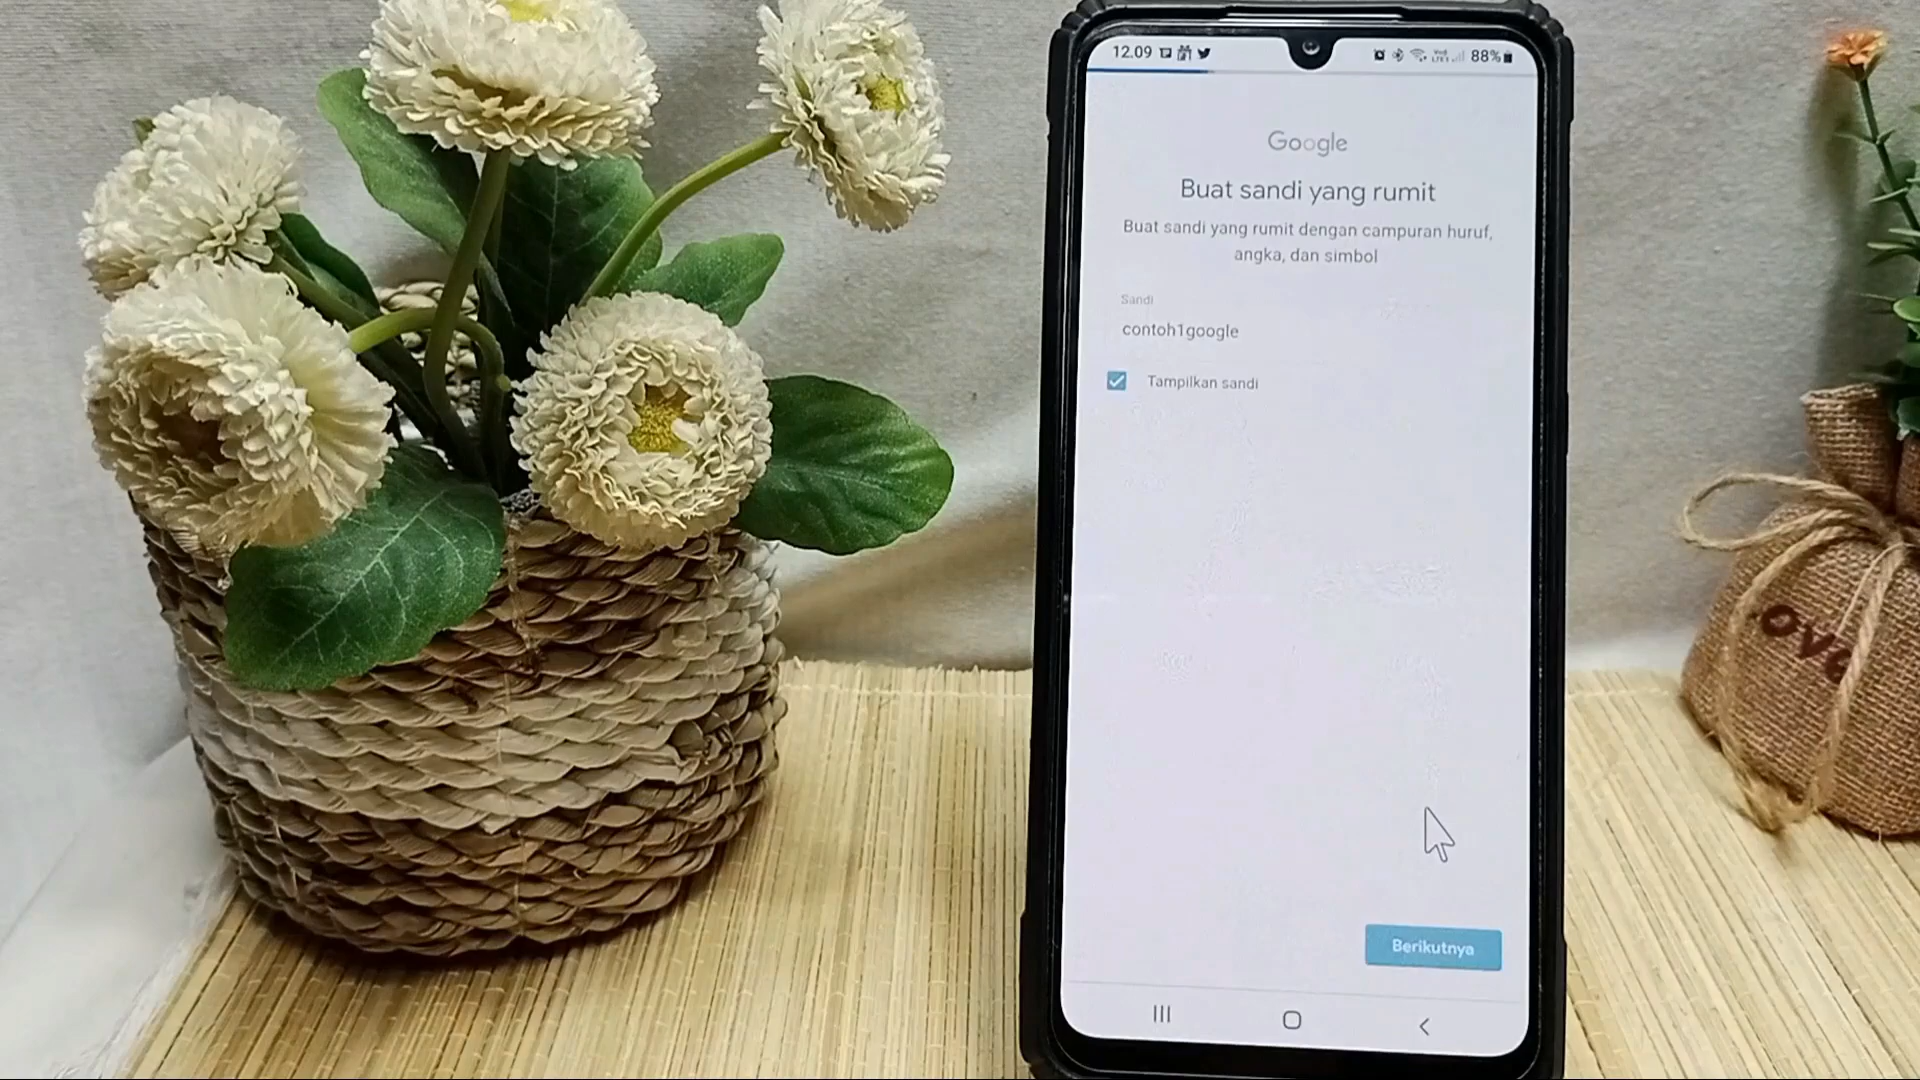 12.09
88%
Google
Buat sandi yang rumit
Buat sandi yang rumit dengan campuran huruf,
angka, dan simbol
Sandi
contoh1google
Tampilkan sandi
Berikutnya